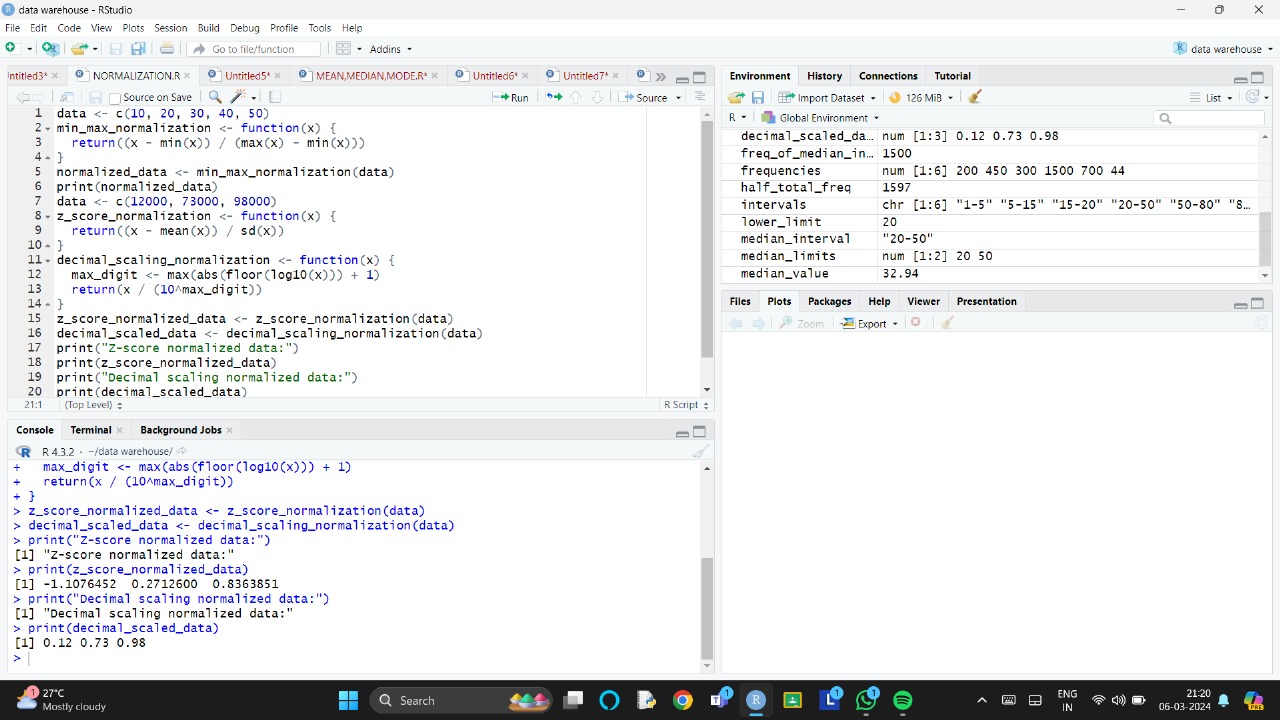 data warehouse - RStudio
File Edit Code View Plots Session Build Debug Profile Tools Help
Go to file/function Addins data warehouse
ntitled3* NORMALIZATION.R Untitled5* MEAN,MEDIAN,MODE.R* Untitled6* Untitled7*
Source on Save Run Source
1 data <- c(10, 20, 30, 40, 50)
2 min_max_normalization <- function(x) {
3 return((x - min(x)) / (max(x) - min(x)))
4 }
5 normalized_data <- min_max_normalization(data)
6 print(normalized_data)
7 data <- c(12000, 73000, 98000)
8 z_score_normalization <- function(x) {
9 return((x - mean(x)) / sd(x))
10 }
11 decimal_scaling_normalization <- function(x) {
12 max_digit <- max(abs(floor(log10(x))) + 1)
13 return(x / (10^max_digit))
14 }
15 z_score_normalized_data <- z_score_normalization(data)
16 decimal_scaled_data <- decimal_scaling_normalization(data)
17 print("Z-score normalized data:")
18 print(z_score_normalized_data)
19 print("Decimal scaling normalized data:")
20 print(decimal_scaled_data)
21:1 (Top Level) R Script
Console Terminal Background Jobs
R 4.3.2 · ~/data warehouse/
+ max_digit <- max(abs(floor(log10(x))) + 1)
+ return(x / (10^max_digit))
+ }
> z_score_normalized_data <- z_score_normalization(data)
> decimal_scaled_data <- decimal_scaling_normalization(data)
> print("Z-score normalized data:")
[1] "Z-score normalized data:"
> print(z_score_normalized_data)
[1] -1.1076452 0.2712600 0.8363851
> print("Decimal scaling normalized data:")
[1] "Decimal scaling normalized data:"
> print(decimal_scaled_data)
[1] 0.12 0.73 0.98
>
Environment History Connections Tutorial
Import Dataset 126 MiB List
R Global Environment
decimal_scaled_da… num [1:3] 0.12 0.73 0.98
freq_of_median_in… 1500
frequencies num [1:6] 200 450 300 1500 700 44
half_total_freq 1597
intervals chr [1:6] "1-5" "5-15" "15-20" "20-50" "50-80" "8…
lower_limit 20
median_interval "20-50"
median_limits num [1:2] 20 50
median_value 32.94
Files Plots Packages Help Viewer Presentation
Zoom Export
1 27°C
Mostly cloudy
Search
1
1
1
ENG
IN
21:20
06-03-2024